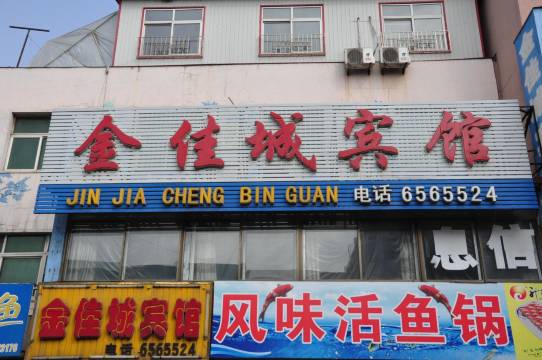 金佳城宾馆
JIN JIA CHENG BIN GUAN 电话 6565524
忠信
金佳城宾馆
电话 6565524
风味活鱼锅
鱼